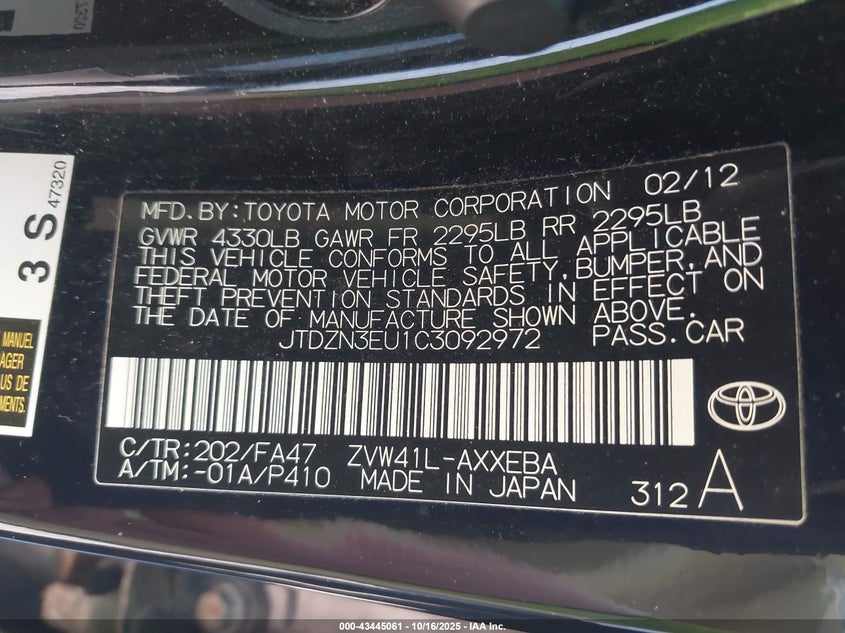 3 S 47320
MANUEL
AGER
US DE
MENTS.
MFD. BY: TOYOTA MOTOR CORPORATION 02/12
GVWR 4330LB GAWR FR 2295LB RR 2295LB
THIS VEHICLE CONFORMS TO ALL APPLICABLE
FEDERAL MOTOR VEHICLE SAFETY, BUMPER, AND
THEFT PREVENTION STANDARDS IN EFFECT ON
THE DATE OF MANUFACTURE SHOWN ABOVE.
JTDZN3EU1C3092972 PASS.CAR
C/TR:202/FA47 ZVW41L-AXXEBA
A/TM:-01A/P410 MADE IN JAPAN
312 A
000-43445061 - 10/16/2025 - IAA Inc.